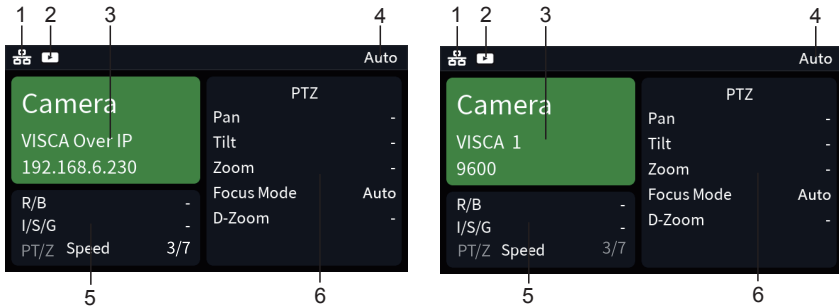 1 2 3 4
Auto
Camera
VISCA Over IP
192.168.6.230
R/B -
I/S/G -
PT/Z Speed 3/7
PTZ
Pan -
Tilt -
Zoom -
Focus Mode Auto
D-Zoom -
5 6
1 2 3 4
Auto
Camera
VISCA 1
9600
R/B -
I/S/G -
PT/Z Speed 3/7
PTZ
Pan -
Tilt -
Zoom -
Focus Mode Auto
D-Zoom -
5 6